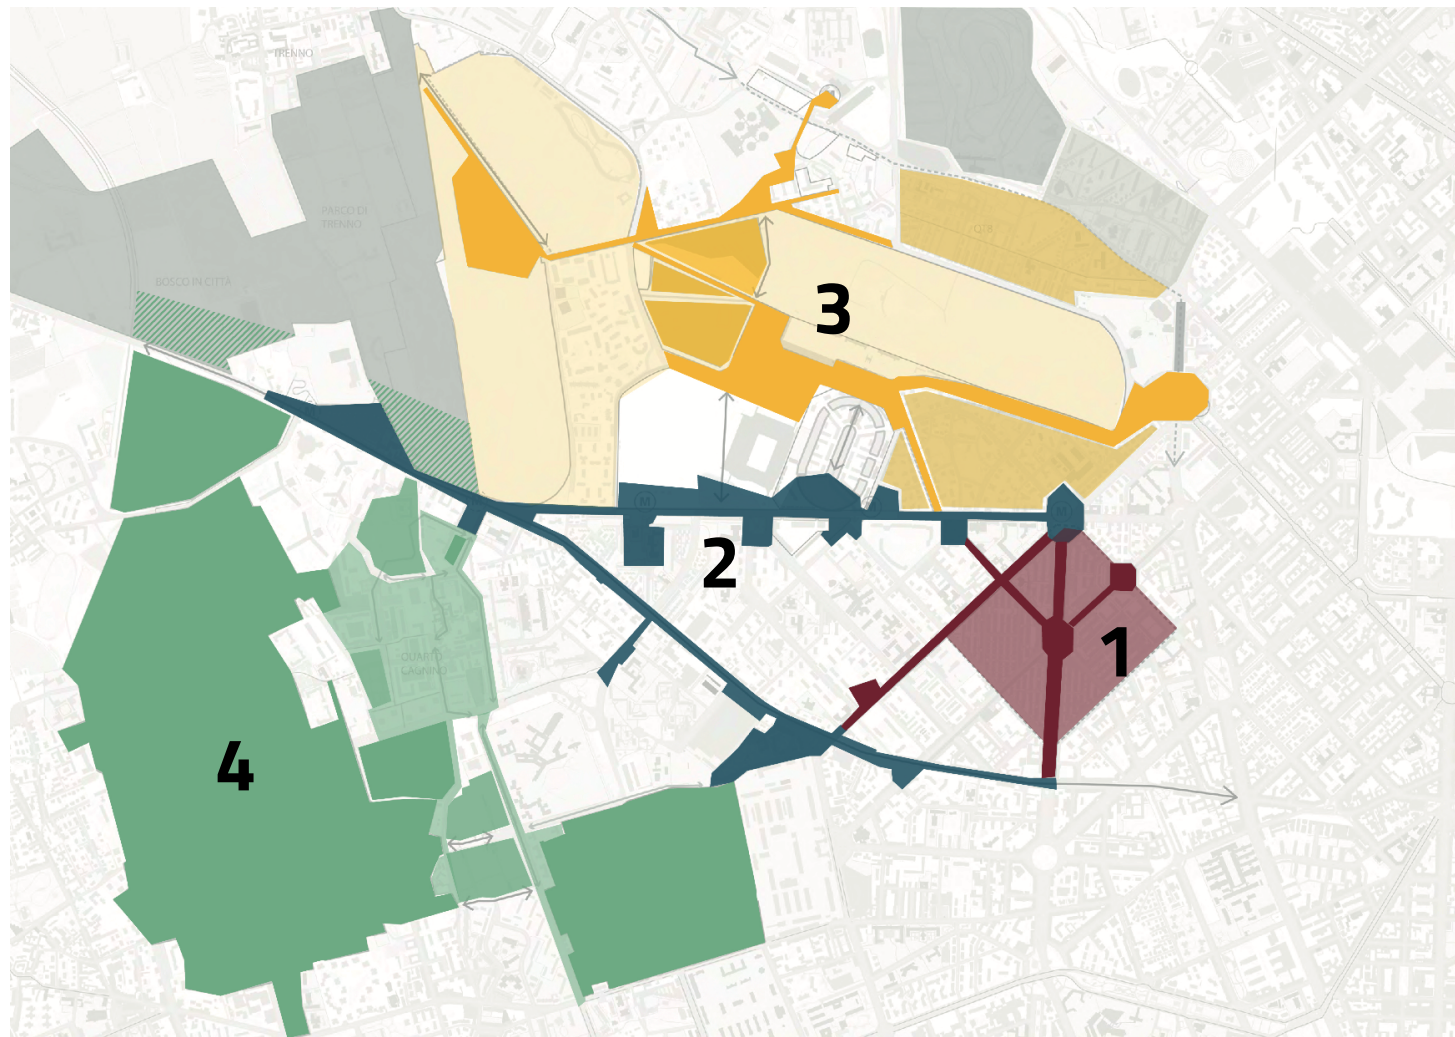 TRENNO
PARCO DI
TRENNO
BOSCO IN CITTÀ
QT8
3
M
M
2
1
QUARTO
CAGNINO
4